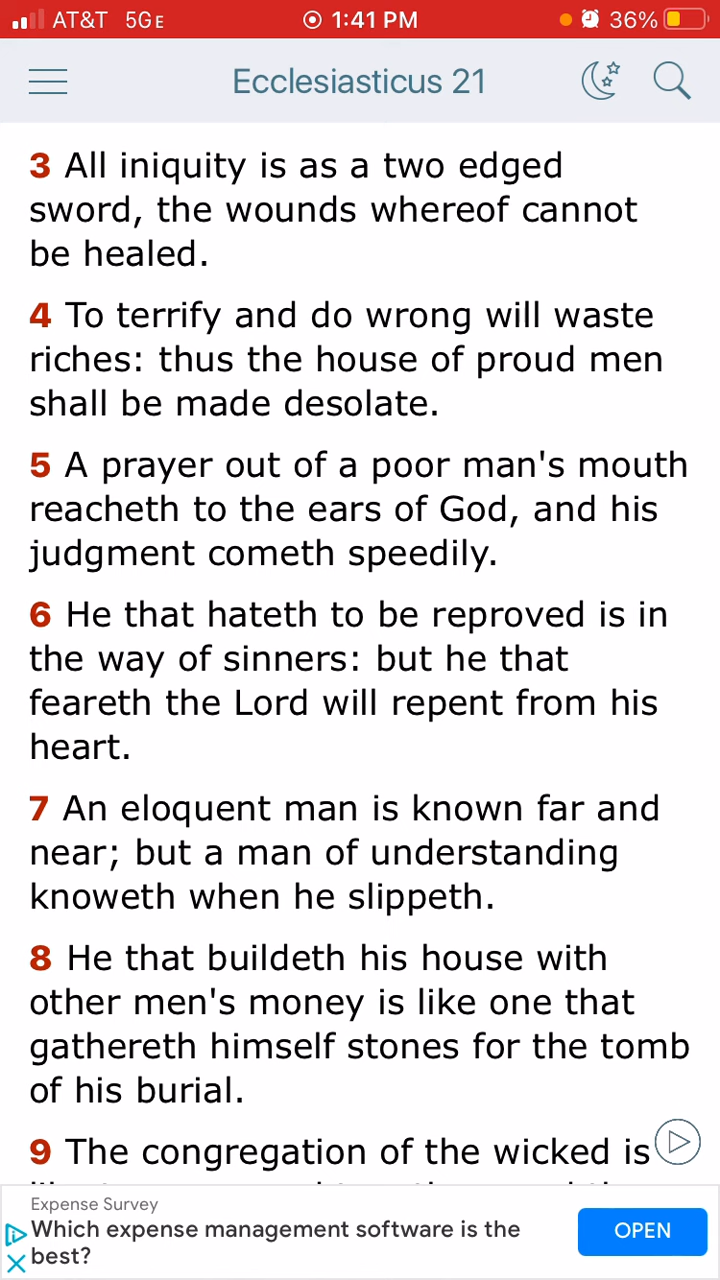 AT&T 5GE 1:41 PM 36%
Ecclesiasticus 21
3 All iniquity is as a two edged
sword, the wounds whereof cannot
be healed.
4 To terrify and do wrong will waste
riches: thus the house of proud men
shall be made desolate.
5 A prayer out of a poor man's mouth
reacheth to the ears of God, and his
judgment cometh speedily.
6 He that hateth to be reproved is in
the way of sinners: but he that
feareth the Lord will repent from his
heart.
7 An eloquent man is known far and
near; but a man of understanding
knoweth when he slippeth.
8 He that buildeth his house with
other men's money is like one that
gathereth himself stones for the tomb
of his burial.
9 The congregation of the wicked is
Expense Survey
Which expense management software is the
best?
OPEN